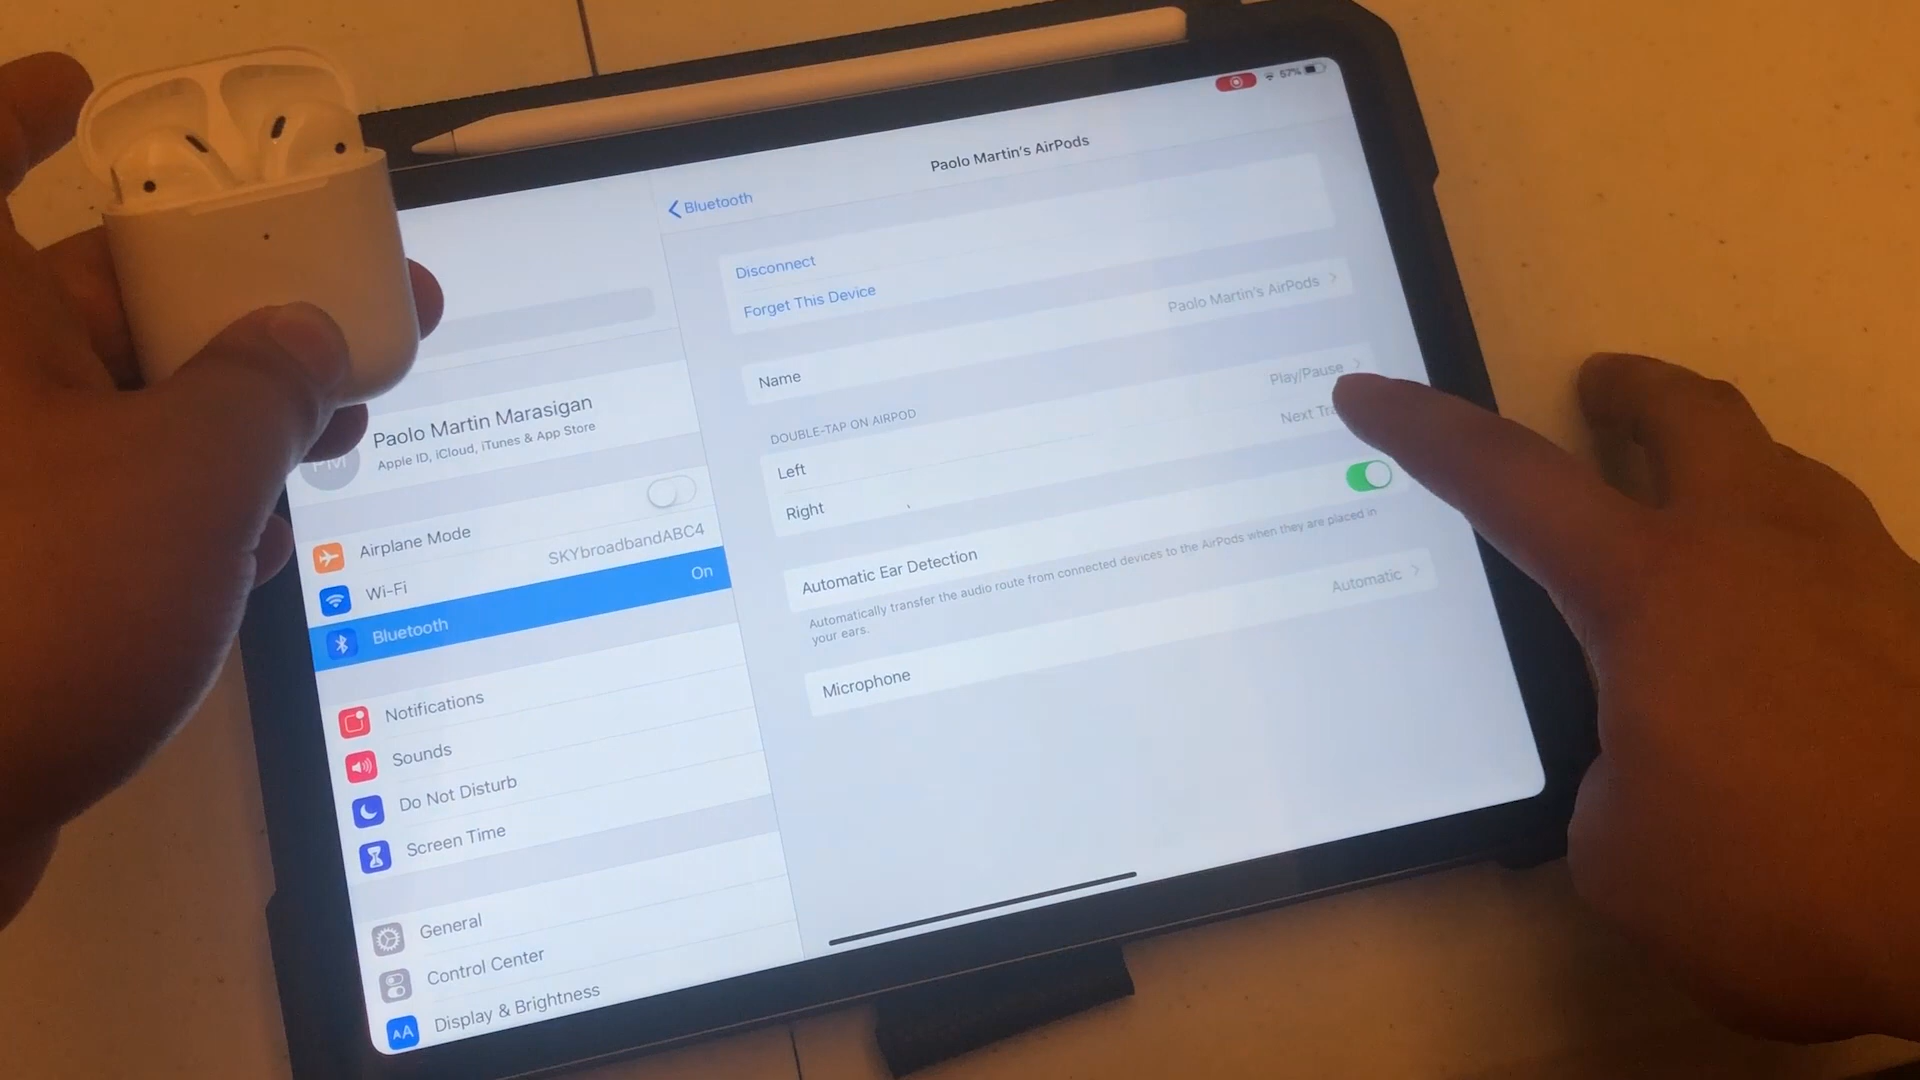 57%
Paolo Martin's AirPods
Bluetooth
Disconnect
Forget This Device
Name Paolo Martin's AirPods
DOUBLE-TAP ON AIRPOD
Left Play/Pause
Right Next
Automatic Ear Detection
Automatically transfer the audio route from connected devices to the AirPods when they are placed in
your ears.
Microphone Automatic
PM
Paolo Martin Marasigan
Apple ID, iCloud, iTunes & App Store
Airplane Mode
Wi-Fi SKYbroadbandABC4
Bluetooth On
Notifications
Sounds
Do Not Disturb
Screen Time
General
Control Center
AA Display & Brightness